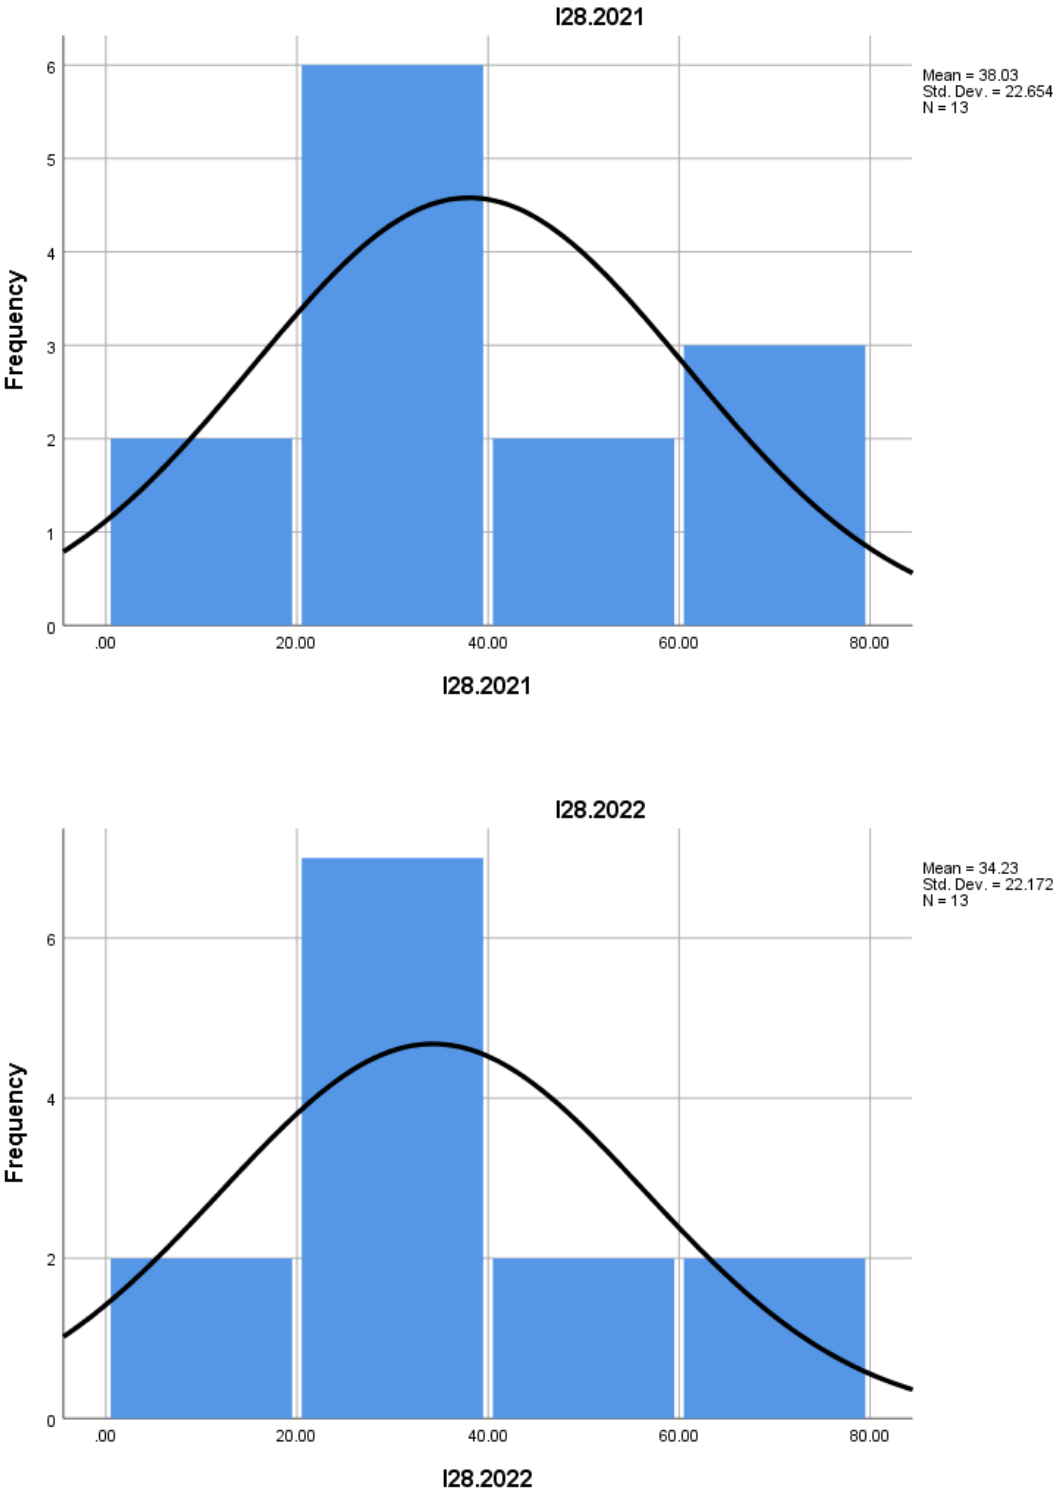 I28.2021
Mean = 38.03
Std. Dev. = 22.654
N = 13
6
5
4
3
2
1
0
Frequency
.00 20.00 40.00 60.00 80.00
I28.2021
I28.2022
Mean = 34.23
Std. Dev. = 22.172
N = 13
6
4
2
0
Frequency
.00 20.00 40.00 60.00 80.00
I28.2022